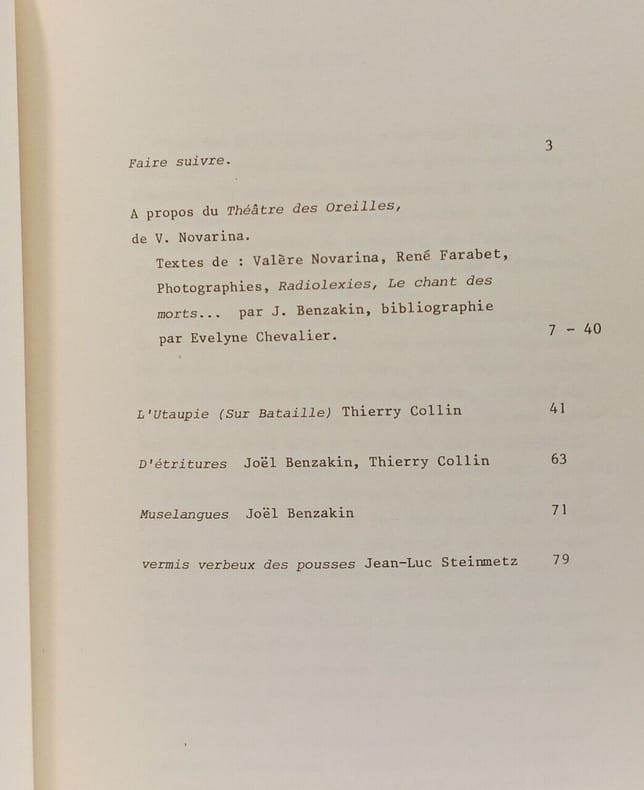 Faire suivre. 3
A propos du Théâtre des Oreilles,
de V. Novarina.
Textes de : Valère Novarina, René Farabet,
Photographies, Radiolexies, Le chant des
morts... par J. Benzakin, bibliographie
par Evelyne Chevalier. 7 - 40
L'Utaupie (Sur Bataille) Thierry Collin 41
D'étritures Joël Benzakin, Thierry Collin 63
Muselangues Joël Benzakin 71
vermis verbeux des pousses Jean-Luc Steinmetz 79